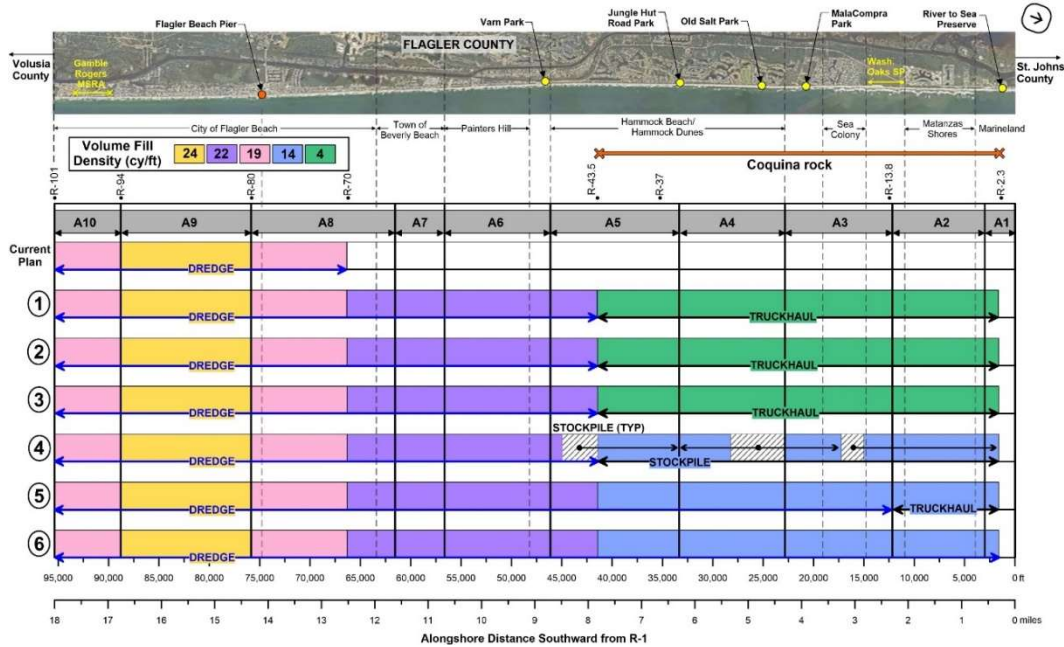 Flagler Beach Pier
Varn Park
Jungle Hut
Road Park
Old Salt Park
MalaCompra
Park
River to Sea
Preserve
FLAGLER COUNTY
Volusia
County
Gamble
Rogers
MSRA
Wash.
Oaks SP
St. Johns
County
City of Flagler Beach
Town of
Beverly Beach
Painters Hill
Hammock Beach/
Hammock Dunes
Sea
Colony
Matanzas
Shores
Marineland
Volume Fill
Density (cy/ft)
24 22 19 14 4
Coquina rock
R-101
R-94
R-80
R-70
R-43.5
R-37
R-13.8
R-2.3
A10 A9 A8 A7 A6 A5 A4 A3 A2 A1
Current
Plan
DREDGE
1
DREDGE
TRUCKHAUL
2
DREDGE
TRUCKHAUL
3
DREDGE
TRUCKHAUL
4
STOCKPILE (TYP)
DREDGE
STOCKPILE
5
DREDGE
TRUCKHAUL
6
DREDGE
95,000 90,000 85,000 80,000 75,000 70,000 65,000 60,000 55,000 50,000 45,000 40,000 35,000 30,000 25,000 20,000 15,000 10,000 5,000 0 ft
18 17 16 15 14 13 12 11 10 9 8 7 6 5 4 3 2 1 0 miles
Alongshore Distance Southward from R-1